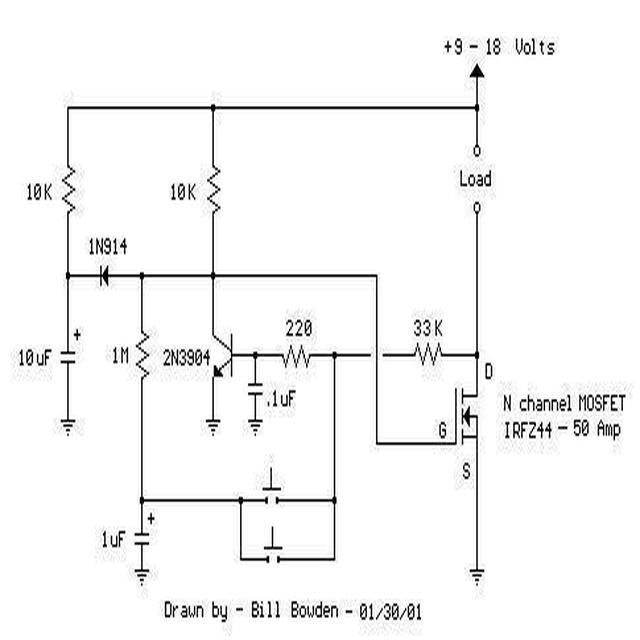 +9 - 18 Volts
Load
10K
10K
1N914
220
33K
10uF
+
1M
2N3904
.1uF
D
N channel MOSFET
IRFZ44 - 50 Amp
G
S
1uF
+
Drawn by - Bill Bowden - 01/30/01